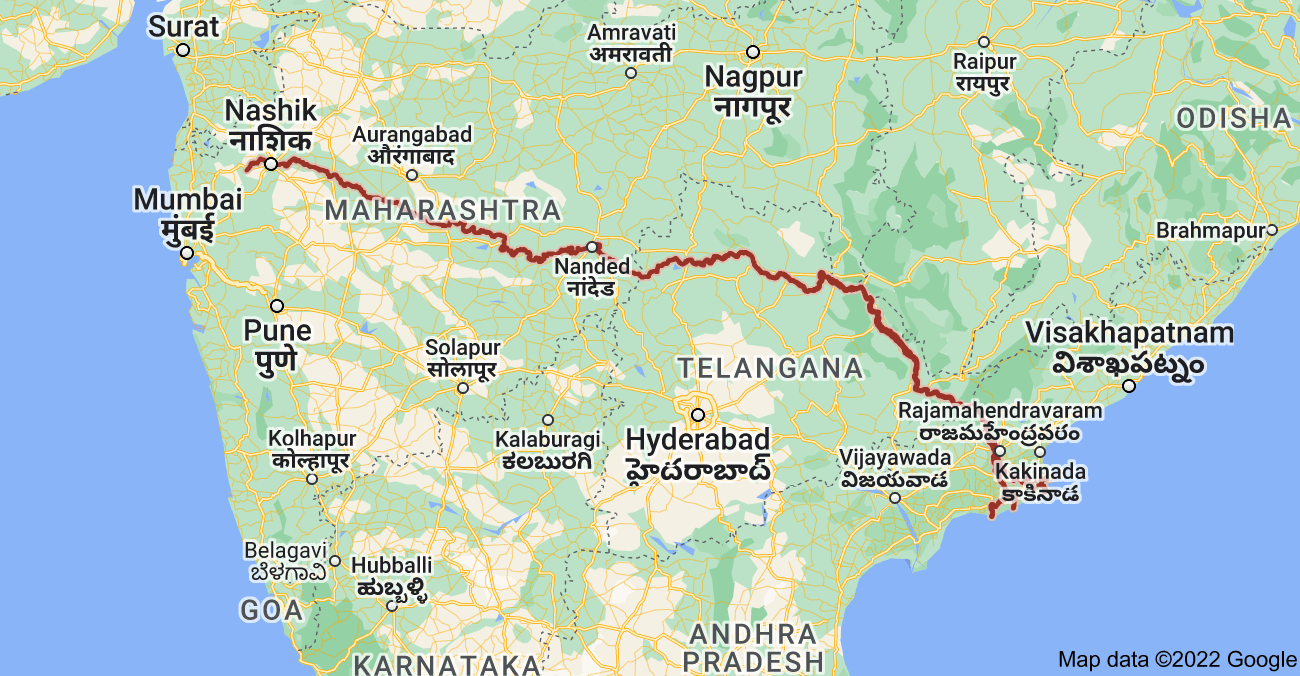 Surat
Amravati
अमरावती
Nagpur
नागपूर
Raipur
रायपुर
ODISHA
Nashik
नाशिक
Aurangabad
औरंगाबाद
Mumbai
मुंबई
MAHARASHTRA
Brahmapur
Nanded
नांदेड
Pune
पुणे
Visakhapatnam
విశాఖపట్నం
Solapur
सोलापूर
TELANGANA
Rajamahendravaram
రాజమహేంద్రవరం
Kolhapur
कोल्हापूर
Kalaburagi
ಕಲಬುರಗಿ
Hyderabad
హైదరాబాద్
Vijayawada
విజయవాడ
Kakinada
కాకినాడ
Belagavi
ಬೆಳಗಾವಿ
Hubballi
ಹುಬ್ಬಳ್ಳಿ
GOA
ANDHRA
PRADESH
KARNATAKA
Map data ©2022 Google